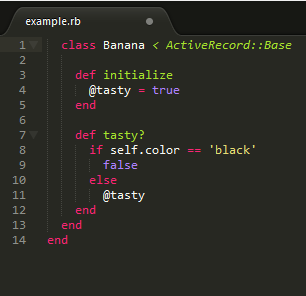 example.rb
1 class Banana < ActiveRecord::Base
2
3 def initialize
4 @tasty = true
5 end
6
7 def tasty?
8 if self.color == 'black'
9 false
10 else
11 @tasty
12 end
13 end
14 end